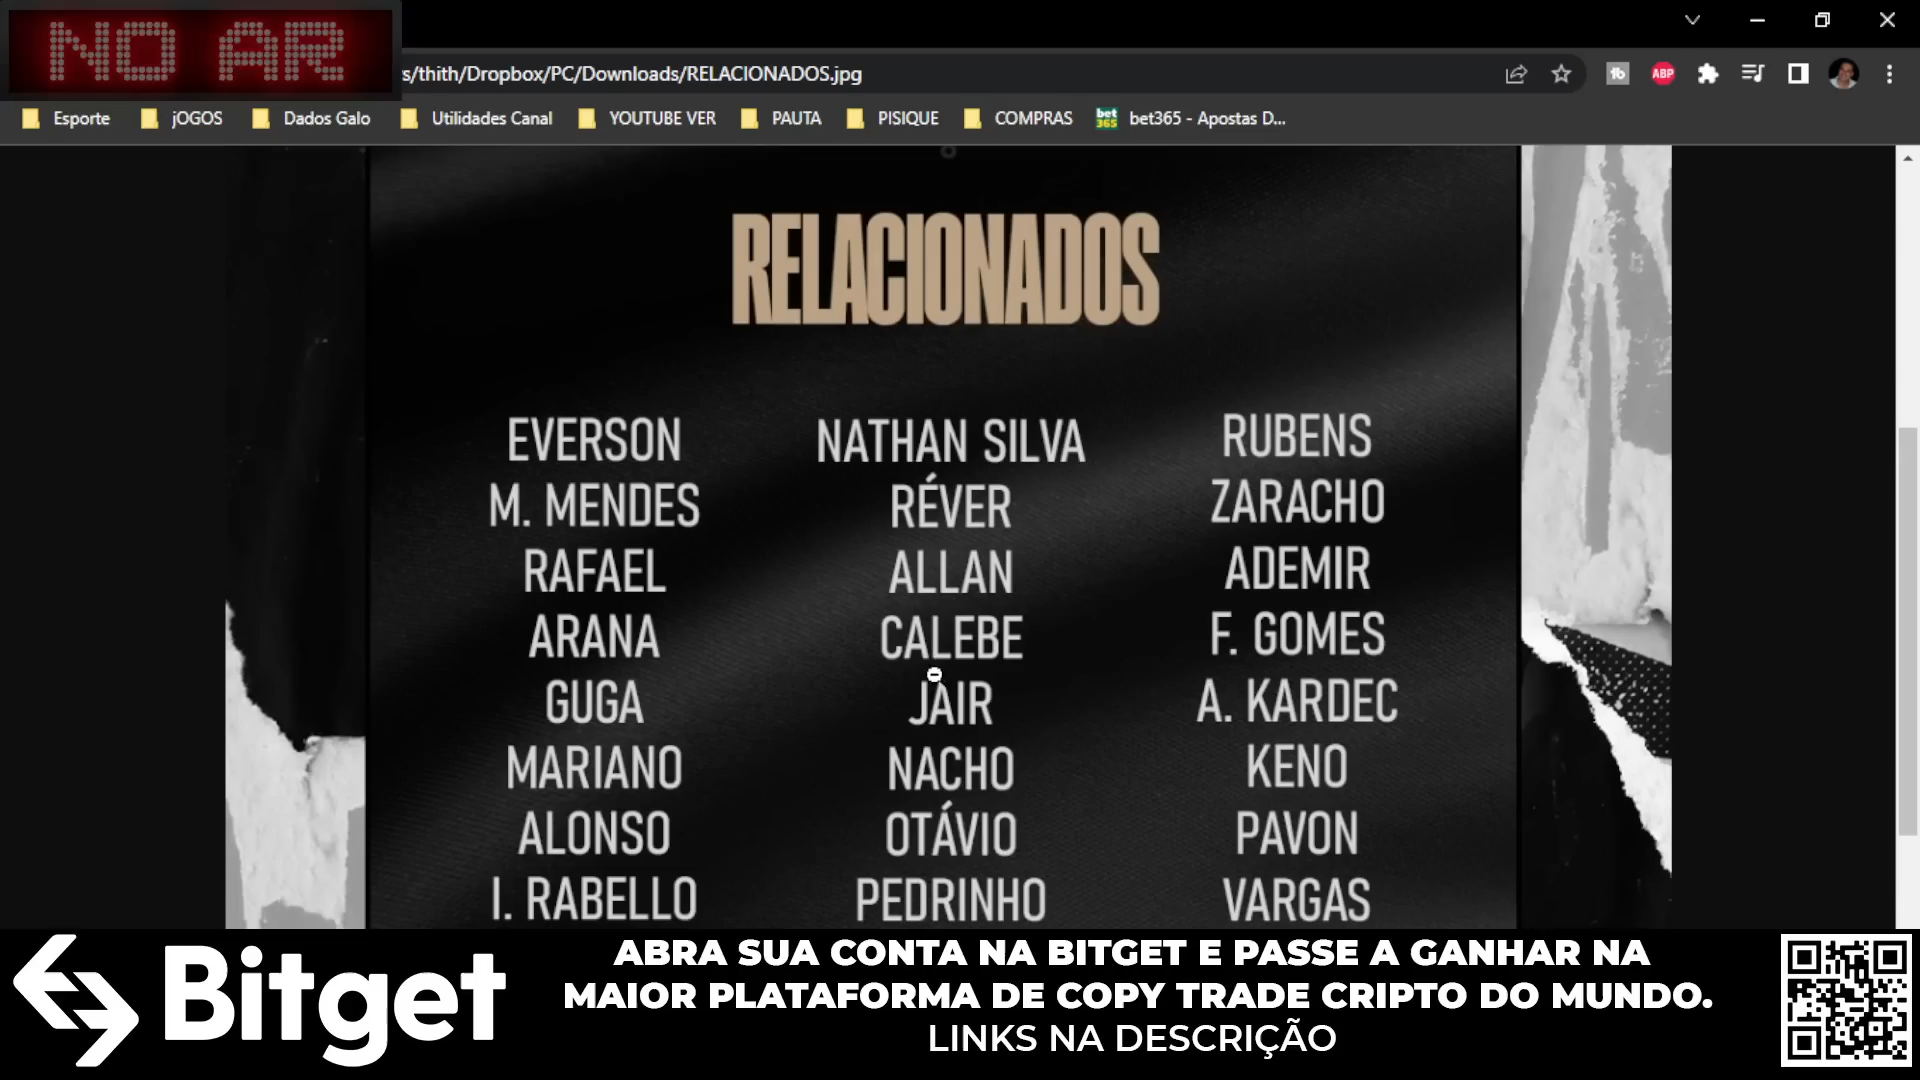 NO AR
s/thith/Dropbox/PC/Downloads/RELACIONADOS.jpg
tb
ABP
Esporte
jOGOS
Dados Galo
Utilidades Canal
YOUTUBE VER
PAUTA
PISIQUE
COMPRAS
bet365
bet365 - Apostas D...
RELACIONADOS
EVERSON
M. MENDES
RAFAEL
ARANA
GUGA
MARIANO
ALONSO
I. RABELLO
NATHAN SILVA
RÉVER
ALLAN
CALEBE
JAIR
NACHO
OTÁVIO
PEDRINHO
RUBENS
ZARACHO
ADEMIR
F. GOMES
A. KARDEC
KENO
PAVON
VARGAS
Bitget
ABRA SUA CONTA NA BITGET E PASSE A GANHAR NA
MAIOR PLATAFORMA DE COPY TRADE CRIPTO DO MUNDO.
LINKS NA DESCRIÇÃO